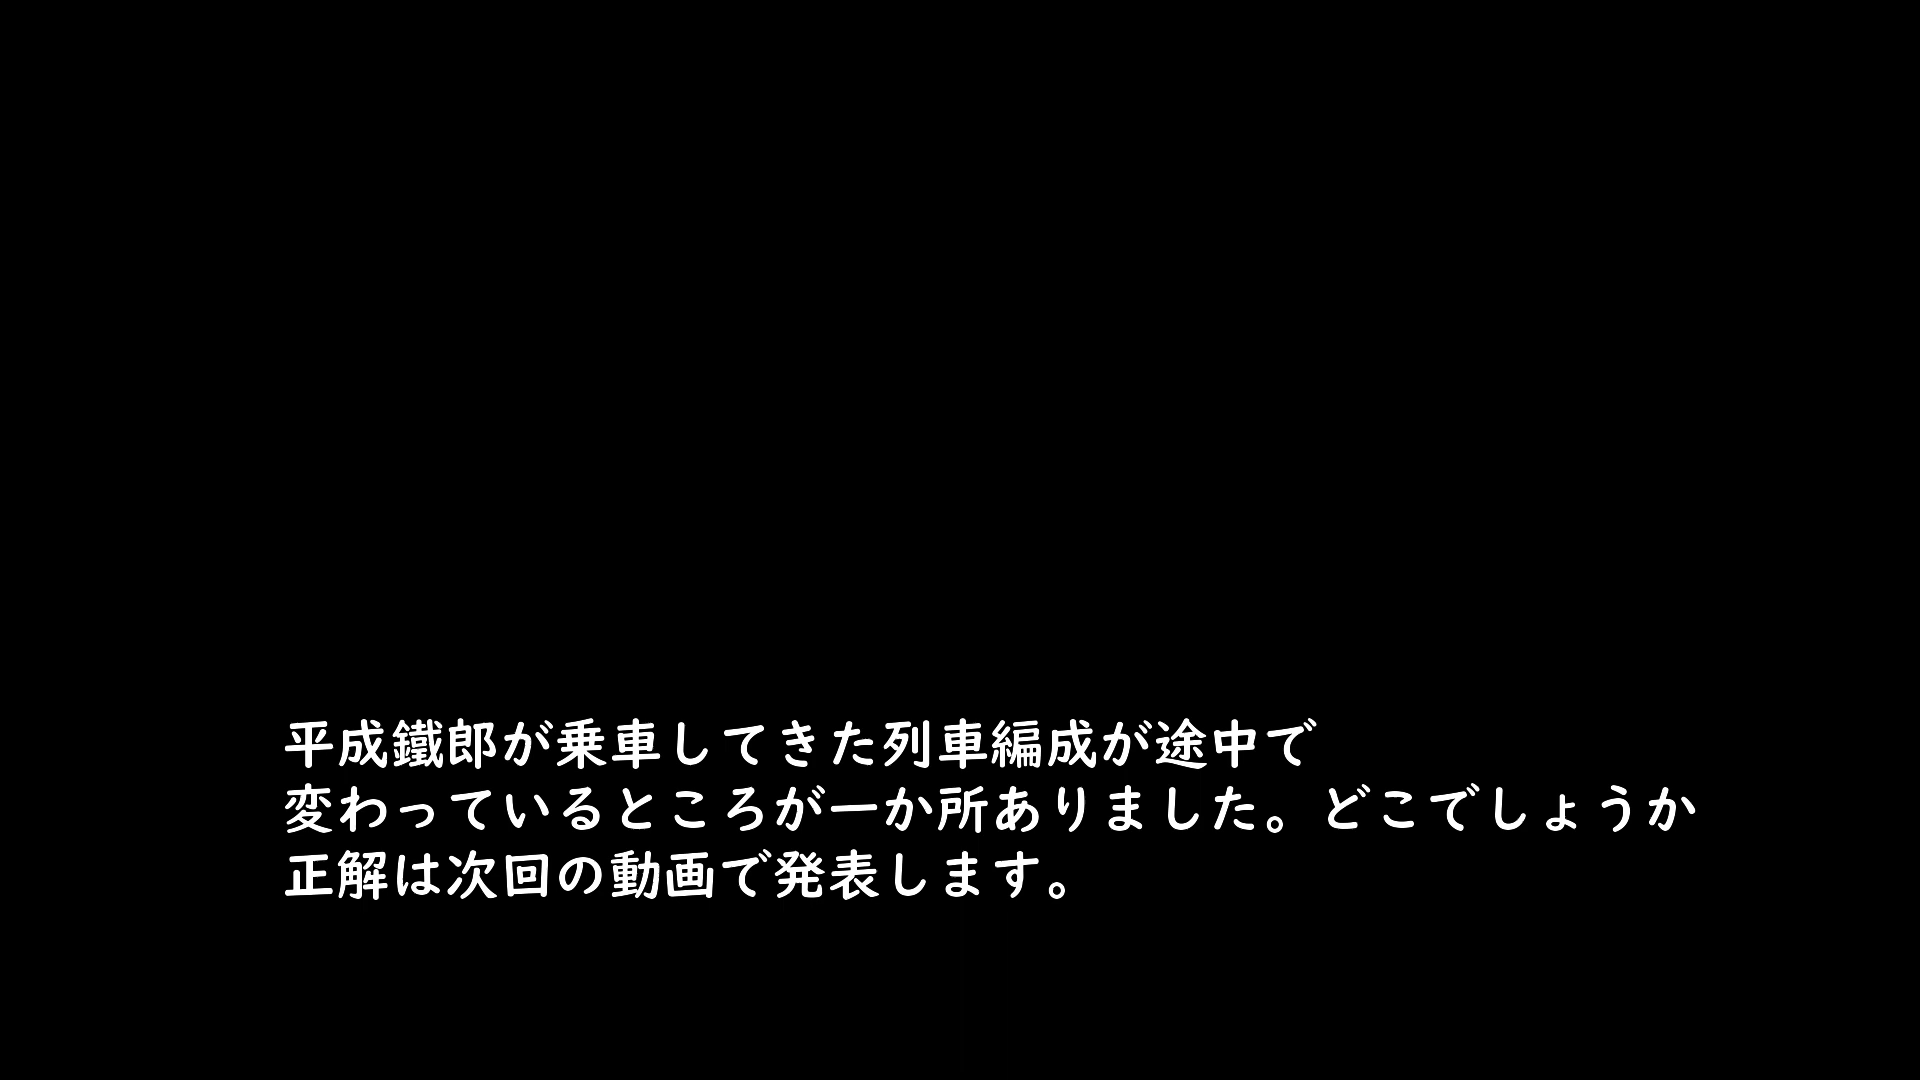 平成鐵郎が乗車してきた列車編成が途中で
変わっているところが一か所ありました。どこでしょうか
正解は次回の動画で発表します。